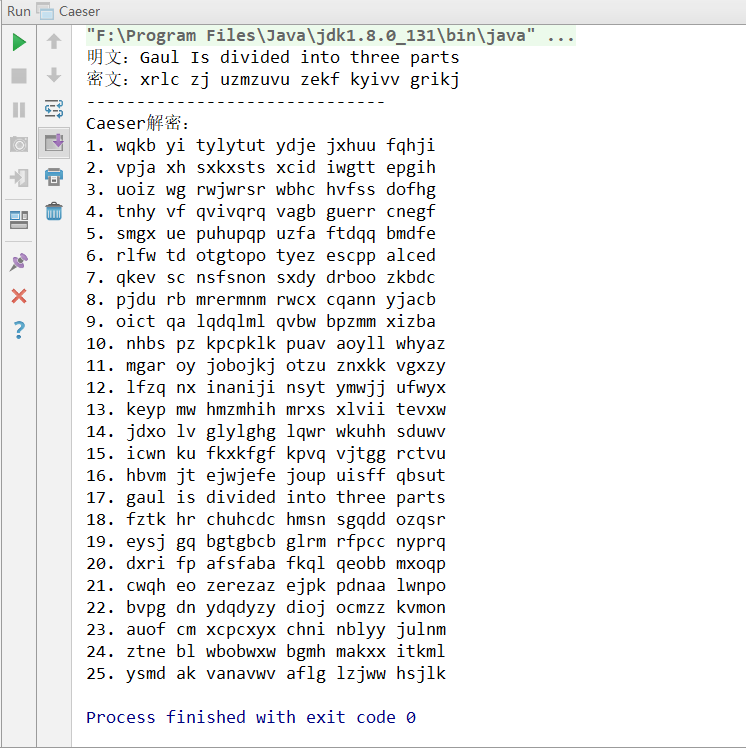 Run Caeser
"F:\Program Files\Java\jdk1.8.0_131\bin\java" ...
明文：Gaul Is divided into three parts
密文：xrlc zj uzmzuvu zekf kyivv grikj
------------------------------
Caeser解密：
1. wqkb yi tylytut ydje jxhuu fqhji
2. vpja xh sxkxsts xcid iwgtt epgih
3. uoiz wg rwjwrsr wbhc hvfss dofhg
4. tnhy vf qvivqrq vagb guerr cnegf
5. smgx ue puhupqp uzfa ftdqq bmdfe
6. rlfw td otgtopo tyez escpp alced
7. qkev sc nsfsnon sxdy drboo zkbdc
8. pjdu rb mrermnm rwcx cqann yjacb
9. oict qa lqdqlml qvbw bpzmm xizba
10. nhbs pz kpcpklk puav aoyll whyaz
11. mgar oy jobojkj otzu znxkk vgxzy
12. lfzq nx inaniji nsyt ymwjj ufwyx
13. keyp mw hmzmhih mrxs xlvii tevxw
14. jdxo lv glylghg lqwr wkuhh sduwv
15. icwn ku fkxkfgf kpvq vjtgg rctvu
16. hbvm jt ejwjefe joup uisff qbsut
17. gaul is divided into three parts
18. fztk hr chuhcdc hmsn sgqdd ozqsr
19. eysj gq bgtgbcb glrm rfpcc nyprq
20. dxri fp afsfaba fkql qeobb mxoqp
21. cwqh eo zerezaz ejpk pdnaa lwnpo
22. bvpg dn ydqdyzy dioj ocmzz kvmon
23. auof cm xcpcxyx chni nblyy julnm
24. ztne bl wbobwxw bgmh makxx itkml
25. ysmd ak vanavwv aflg lzjww hsjlk
Process finished with exit code 0